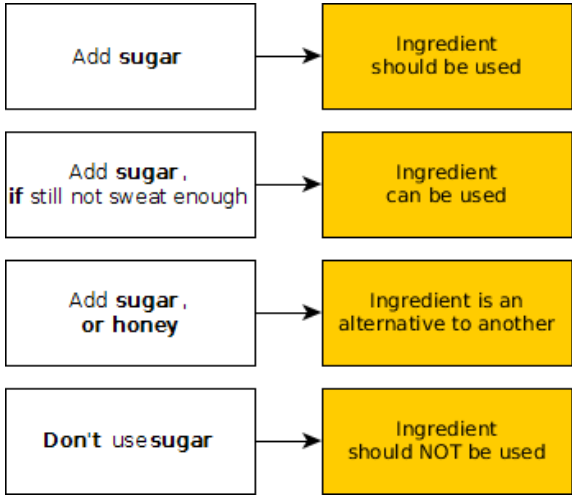 Add sugar
Ingredient
should be used
Add sugar,
if still not sweat enough
Ingredient
can be used
Add sugar,
or honey
Ingredient is an
alternative to another
Don't use sugar
Ingredient
should NOT be used